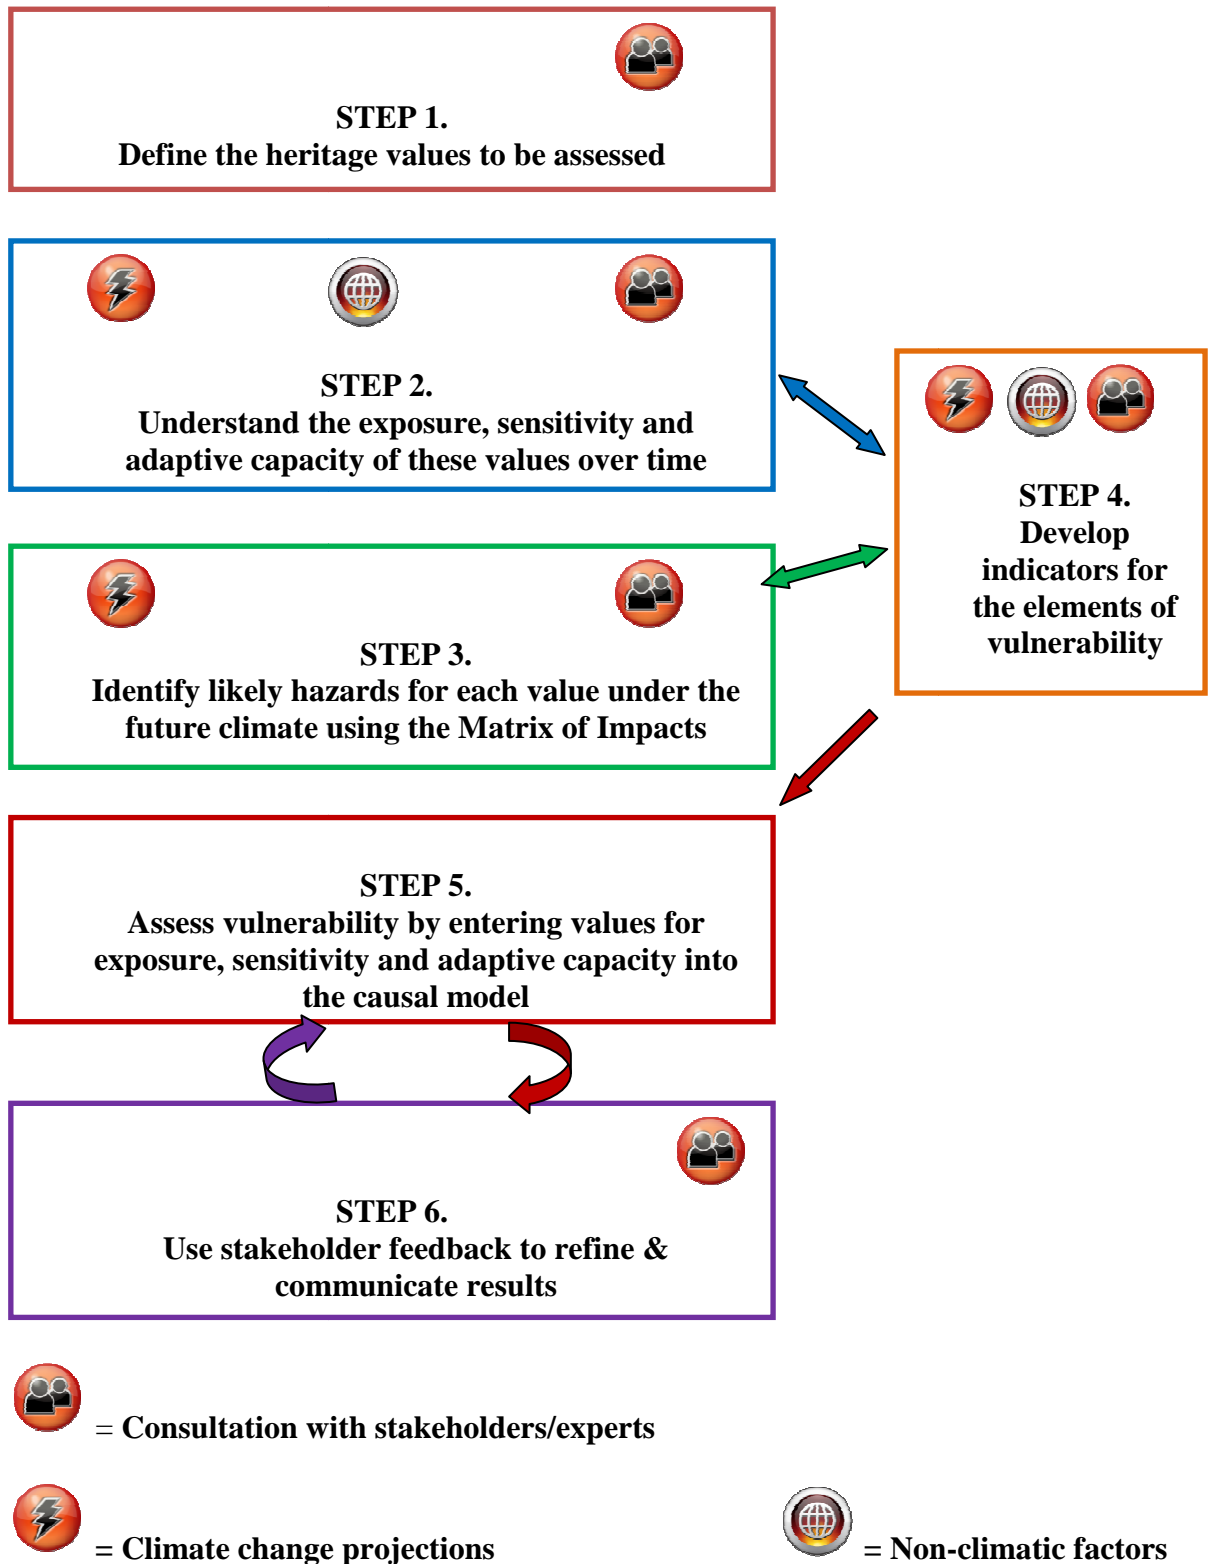 STEP 1.
Define the heritage values to be assessed
STEP 2.
Understand the exposure, sensitivity and
adaptive capacity of these values over time
STEP 3.
Identify likely hazards for each value under the
future climate using the Matrix of Impacts
STEP 4.
Develop
indicators for
the elements of
vulnerability
STEP 5.
Assess vulnerability by entering values for
exposure, sensitivity and adaptive capacity into
the causal model
STEP 6.
Use stakeholder feedback to refine &
communicate results
= Consultation with stakeholders/experts
= Climate change projections
= Non-climatic factors